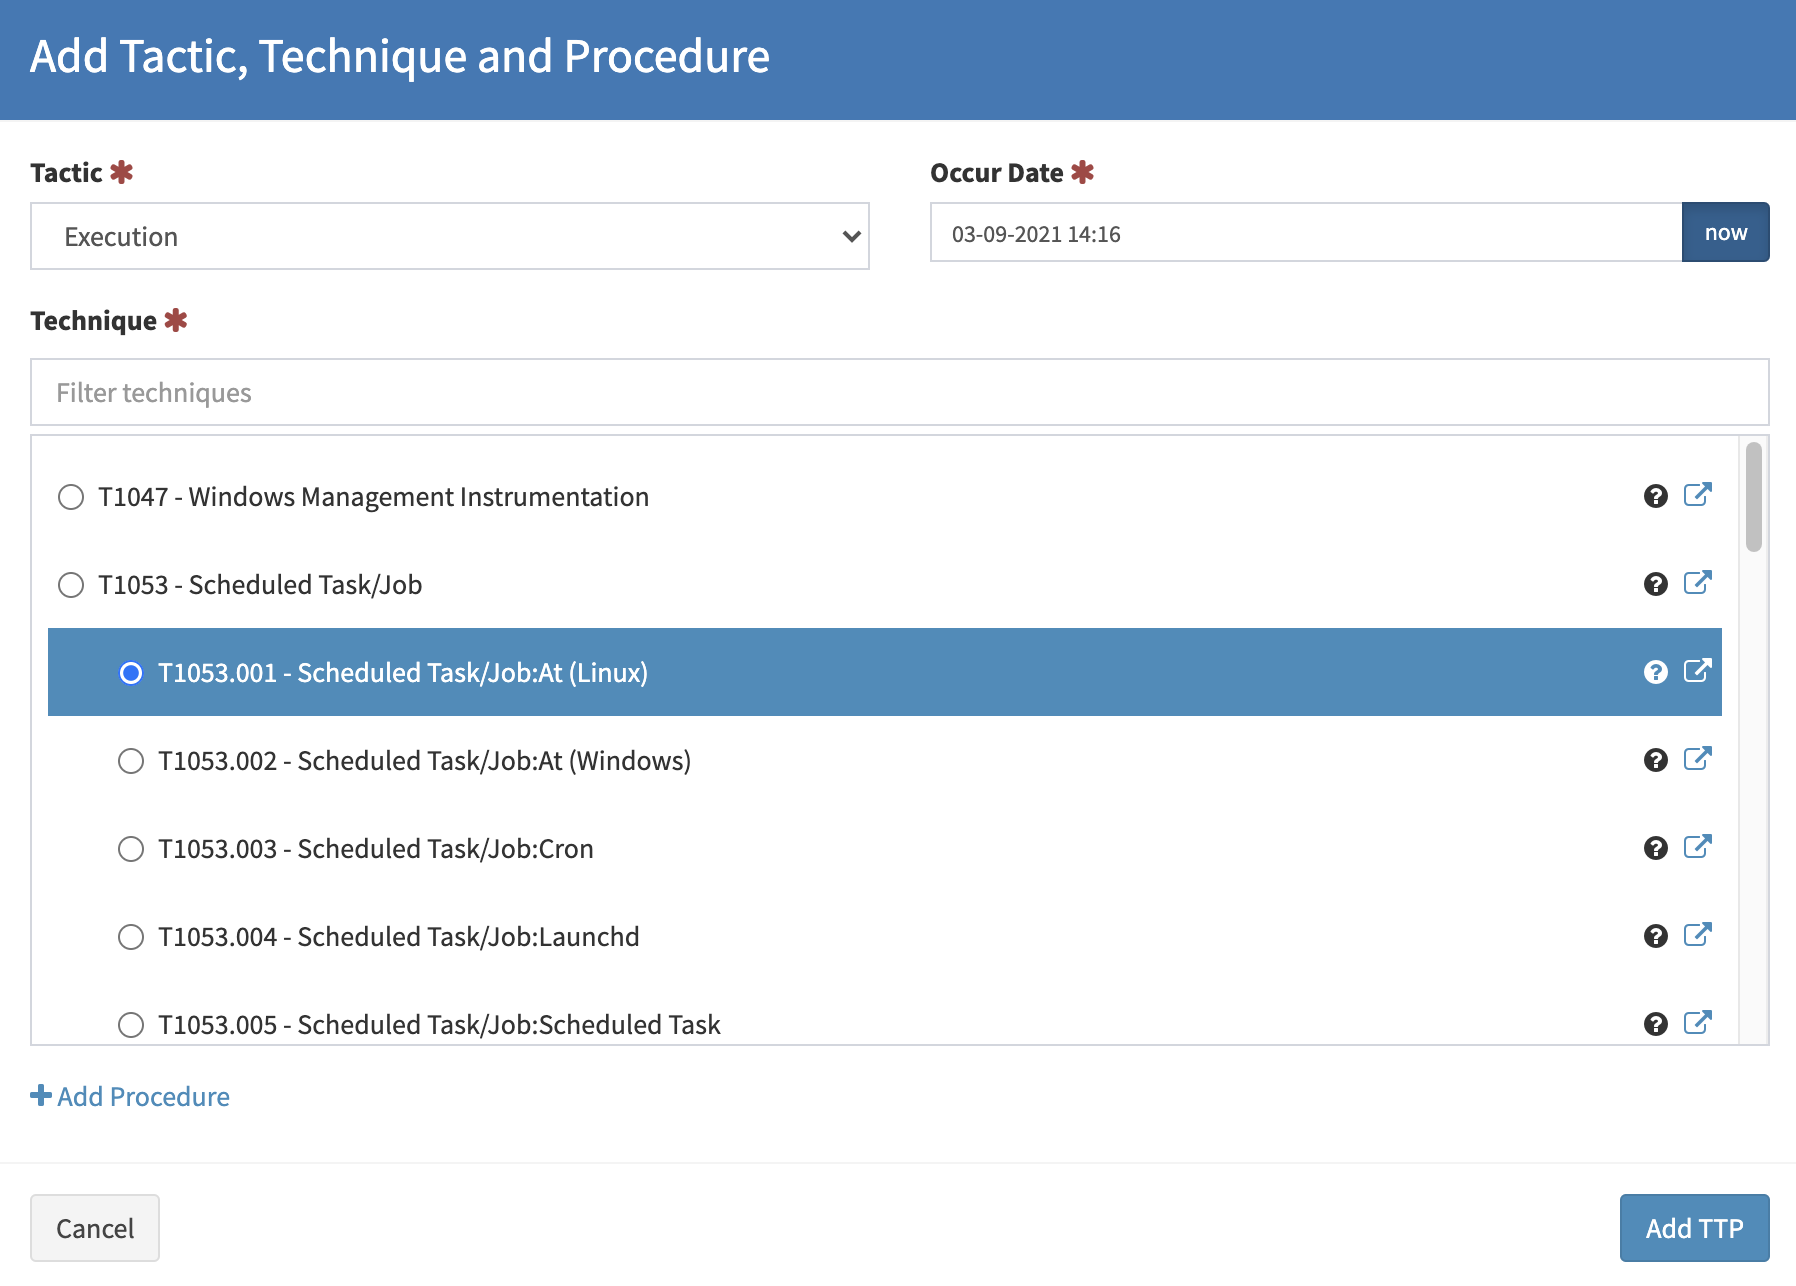 Add Tactic, Technique and Procedure
Tactic *
Occur Date *
Execution
03-09-2021 14:16
now
Technique *
Filter techniques
T1047 - Windows Management Instrumentation
T1053 - Scheduled Task/Job
T1053.001 - Scheduled Task/Job:At (Linux)
T1053.002 - Scheduled Task/Job:At (Windows)
T1053.003 - Scheduled Task/Job:Cron
T1053.004 - Scheduled Task/Job:Launchd
T1053.005 - Scheduled Task/Job:Scheduled Task
+ Add Procedure
Cancel
Add TTP